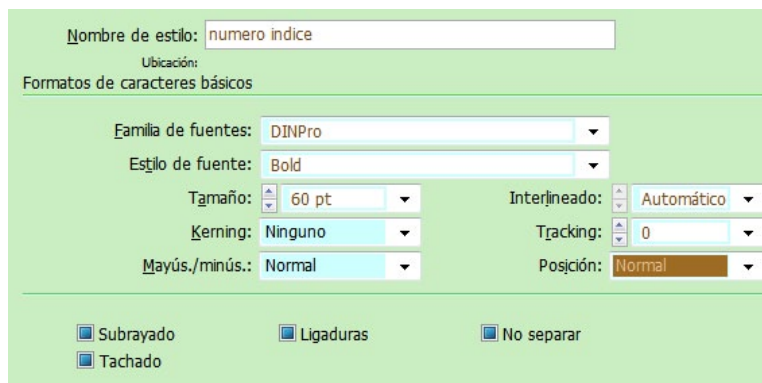 Nombre de estilo: numero indice
Ubicación:
Formatos de caracteres básicos
Familia de fuentes: DINPro
Estilo de fuente: Bold
Tamaño: 60 pt Interlineado: Automático
Kerning: Ninguno Tracking: 0
Mayús./minús.: Normal Posición: Normal
Subrayado Ligaduras No separar
Tachado